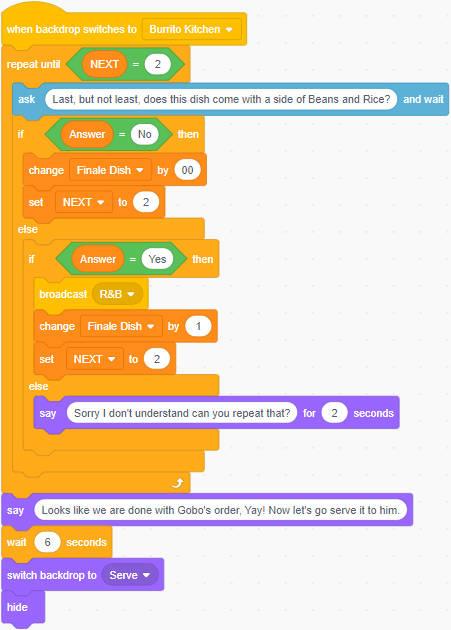 when backdrop switches to Burrito Kitchen
repeat until NEXT = 2
ask Last, but not least, does this dish come with a side of Beans and Rice? and wait
if Answer = No then
change Finale Dish by 00
set NEXT to 2
else
if Answer = Yes then
broadcast R&B
change Finale Dish by 1
set NEXT to 2
else
say Sorry I don't understand can you repeat that? for 2 seconds
say Looks like we are done with Gobo's order, Yay! Now let's go serve it to him.
wait 6 seconds
switch backdrop to Serve
hide